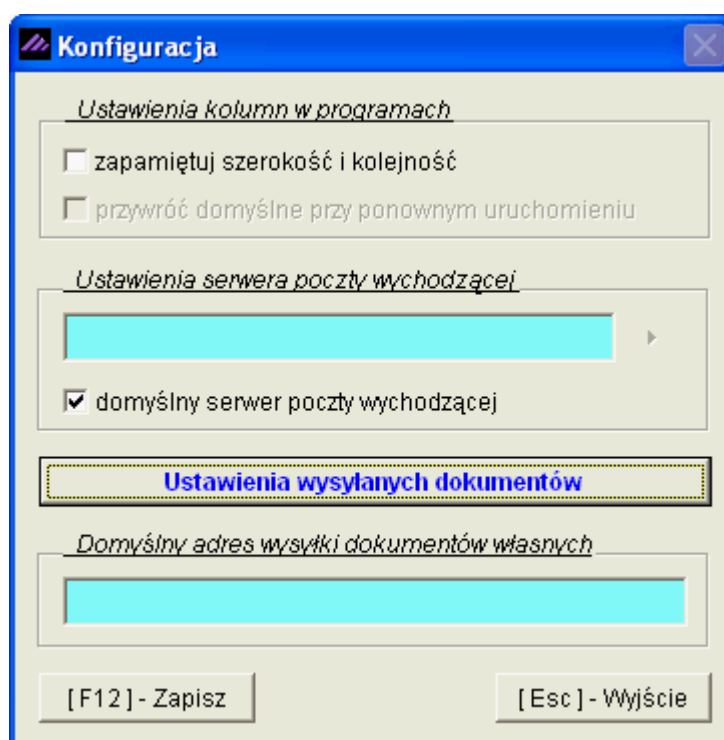 Konfiguracja
Ustawienia kolumn w programach
zapamiętuj szerokość i kolejność
przywróć domyślne przy ponownym uruchomieniu
Ustawienia serwera poczty wychodzącej
domyślny serwer poczty wychodzącej
Ustawienia wysyłanych dokumentów
Domyślny adres wysyłki dokumentów własnych
[ F12 ] - Zapisz
[ Esc ] - Wyjście